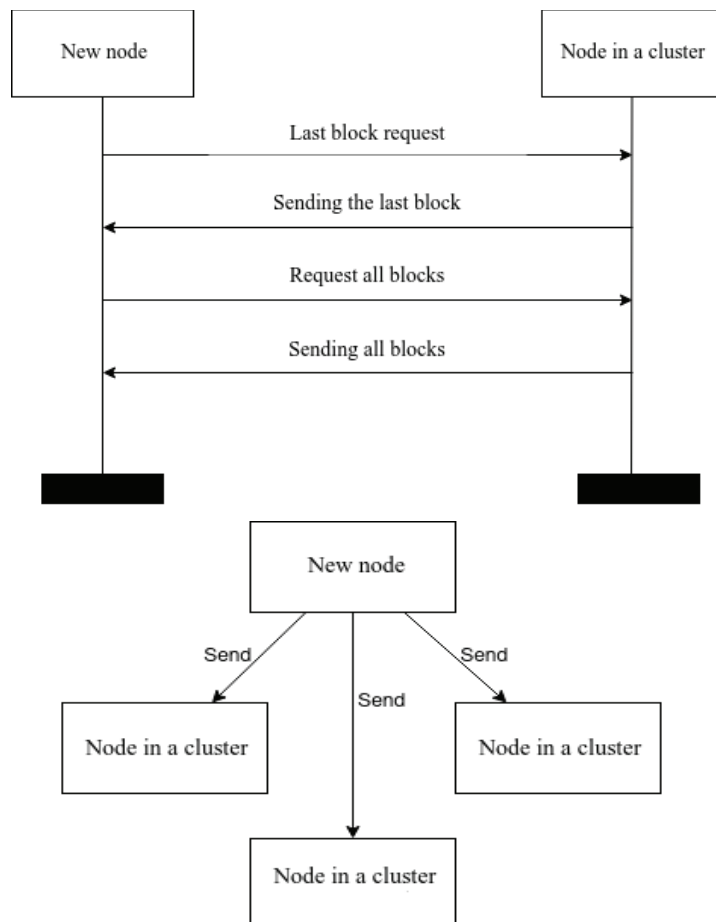 New node
Node in a cluster
Last block request
Sending the last block
Request all blocks
Sending all blocks
New node
Send
Send
Send
Node in a cluster
Node in a cluster
Node in a cluster